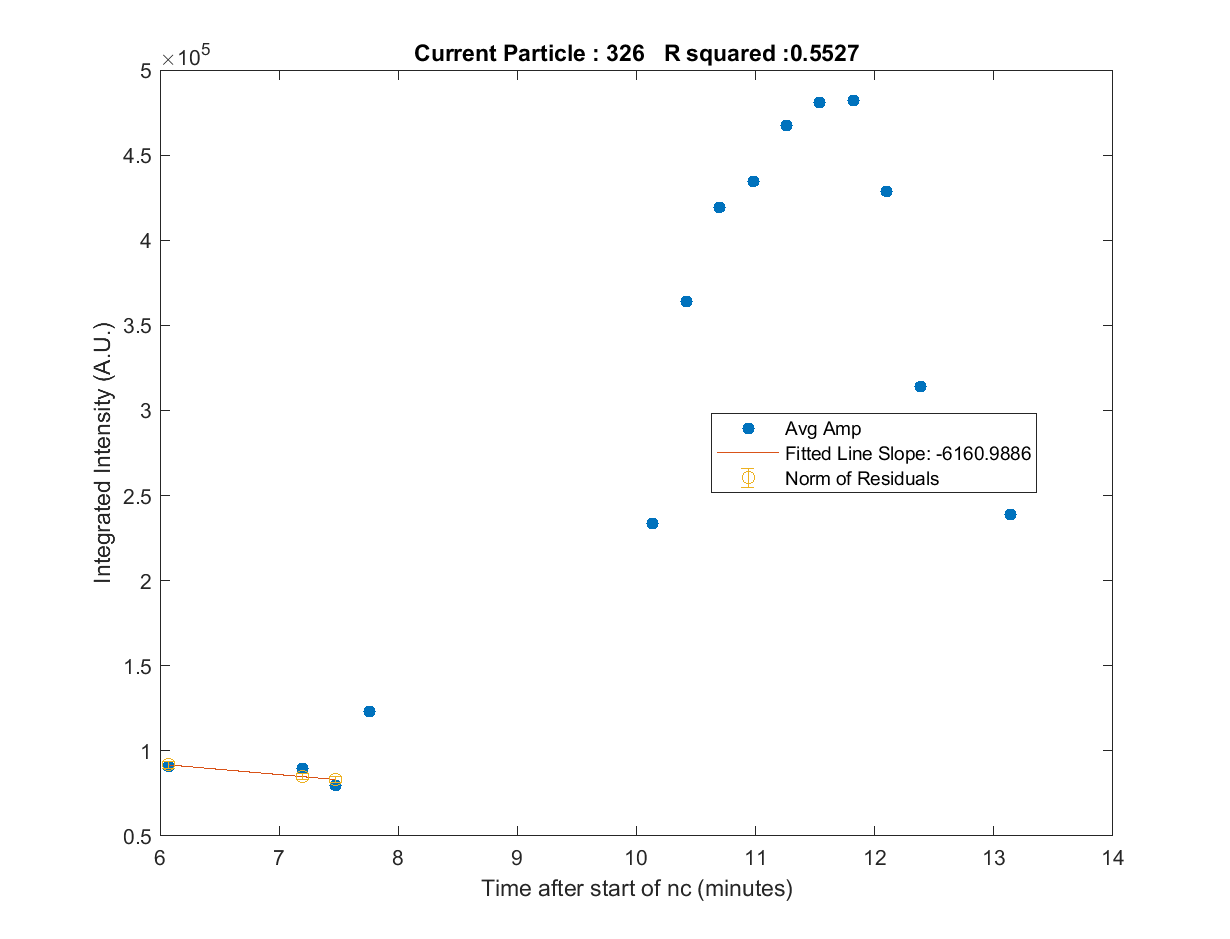 Current Particle : 326 R squared :0.5527
×10^5
5
4.5
4
3.5
3
2.5
2
1.5
1
0.5
Integrated Intensity (A.U.)
Avg Amp
Fitted Line Slope: -6160.9886
Norm of Residuals
6 7 8 9 10 11 12 13 14
Time after start of nc (minutes)